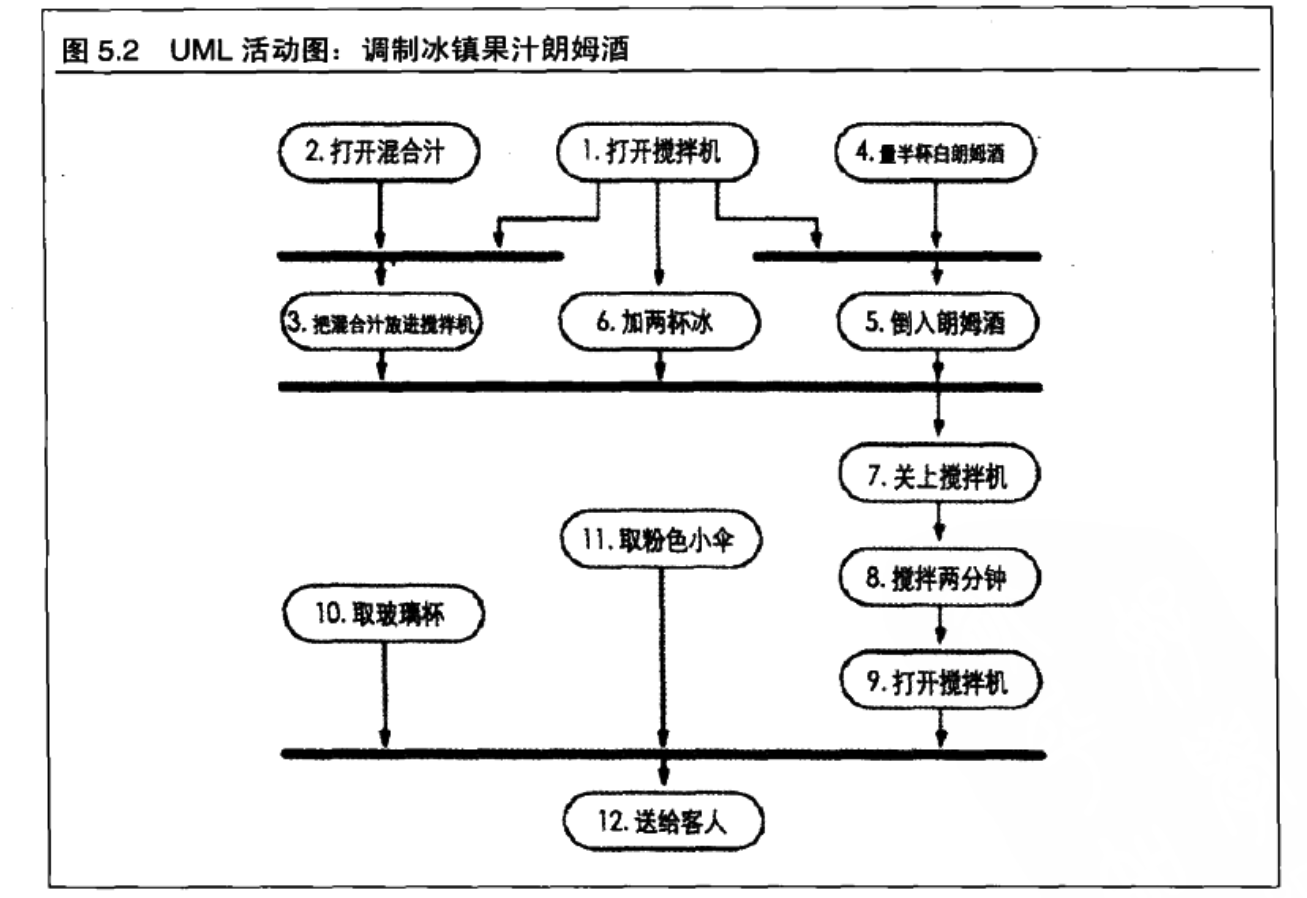 图 5.2 UML 活动图：调制冰镇果汁朗姆酒
2. 打开混合汁
1. 打开搅拌机
4. 量半杯白朗姆酒
3. 把混合汁放进搅拌机
6. 加两杯冰
5. 倒入朗姆酒
7. 关上搅拌机
11. 取粉色小伞
8. 搅拌两分钟
10. 取玻璃杯
9. 打开搅拌机
12. 送给客人